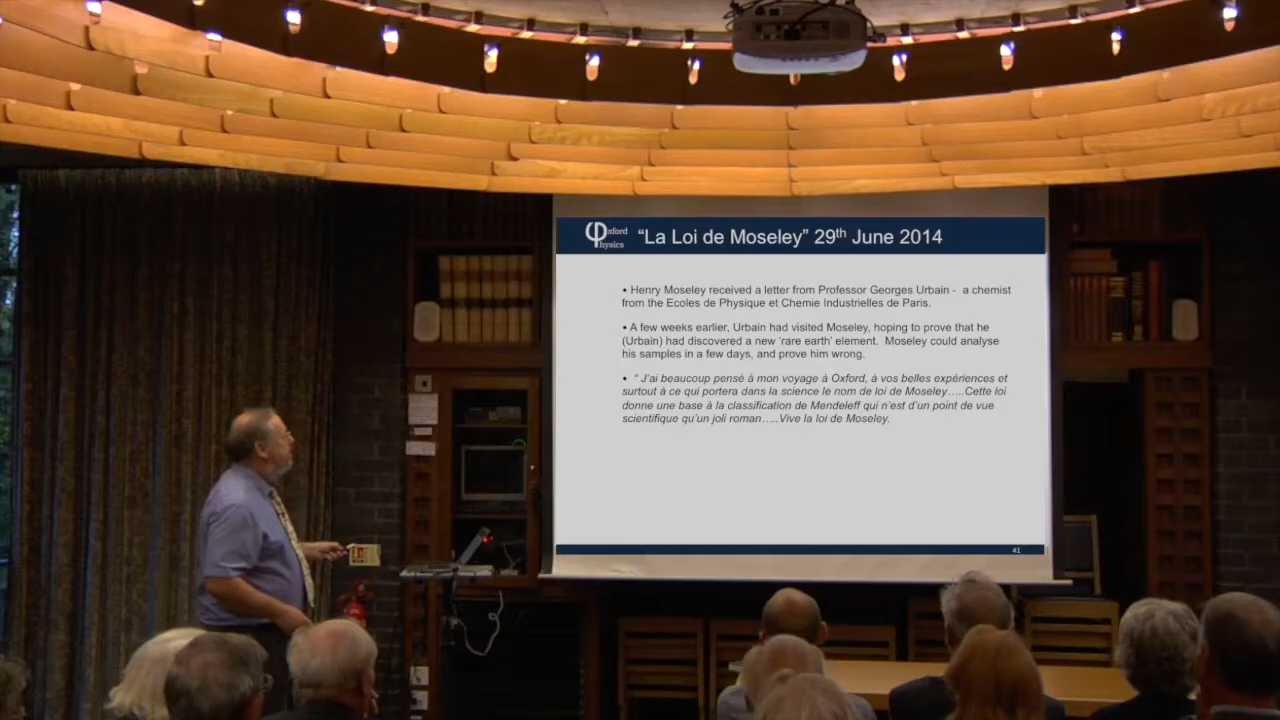 Oxford
Physics
“La Loi de Moseley” 29th June 2014
• Henry Moseley received a letter from Professor Georges Urbain - a chemist
from the Ecoles de Physique et Chemie Industrielles de Paris.
• A few weeks earlier, Urbain had visited Moseley, hoping to prove that he
(Urbain) had discovered a new ‘rare earth’ element. Moseley could analyse
his samples in a few days, and prove him wrong.
• “ J’ai beaucoup pensé à mon voyage à Oxford, à vos belles expériences et
surtout à ce qui portera dans la science le nom de loi de Moseley…..Cette loi
donne une base à la classification de Mendeleff qui n’est d’un point de vue
scientifique qu’un joli roman…..Vive la loi de Moseley.
41